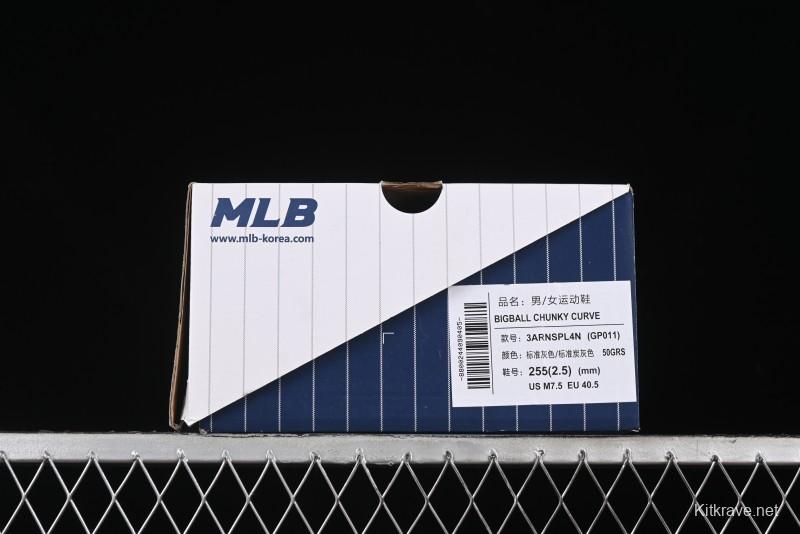 MLB
www.mlb-korea.com
品名：男/女运动鞋
BIGBALL CHUNKY CURVE
款号：3ARNSPL4N (GP011)
颜色：标准灰色/标准炭灰色 50GRS
鞋号：255(2.5) (mm)
US M7.5 EU 40.5
-8800244030405-
Kitkrave.net